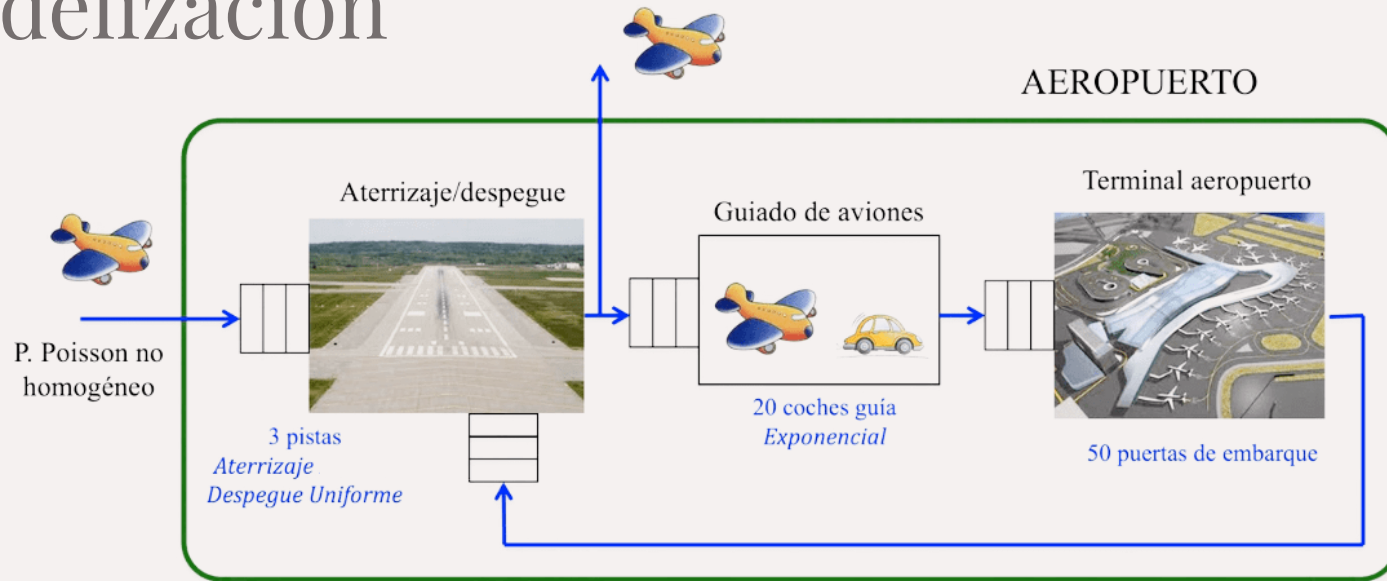 delización
AEROPUERTO
Aterrizaje/despegue
Guiado de aviones
Terminal aeropuerto
P. Poisson no
homogéneo
3 pistas
Aterrizaje
Despegue Uniforme
20 coches guía
Exponencial
50 puertas de embarque